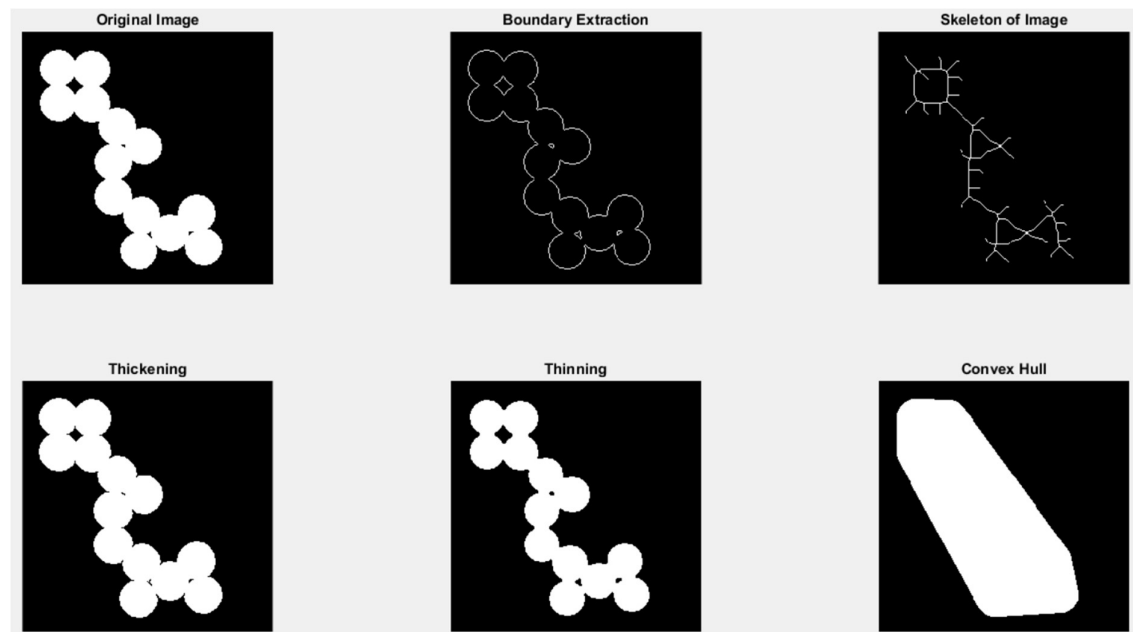 Original Image
Boundary Extraction
Skeleton of Image
Thickening
Thinning
Convex Hull